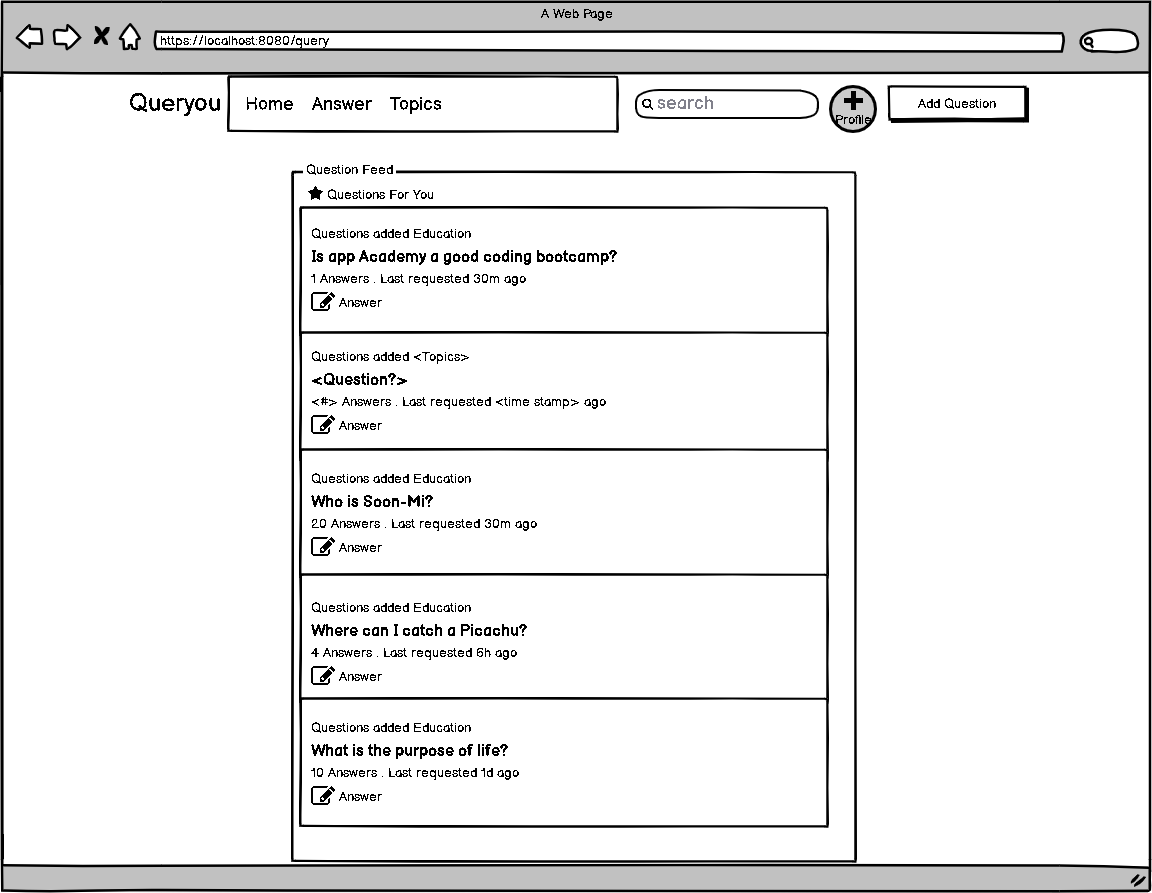 A Web Page
https://localhost:8080/query
Queryou
Home Answer Topics
search
Profile
Add Question
Question Feed
Questions For You
Questions added Education
Is app Academy a good coding bootcamp?
1 Answers . Last requested 30m ago
Answer
Questions added <Topics>
<Question?>
<#> Answers . Last requested <time stamp> ago
Answer
Questions added Education
Who is Soon-Mi?
20 Answers . Last requested 30m ago
Answer
Questions added Education
Where can I catch a Picachu?
4 Answers . Last requested 6h ago
Answer
Questions added Education
What is the purpose of life?
10 Answers . Last requested 1d ago
Answer